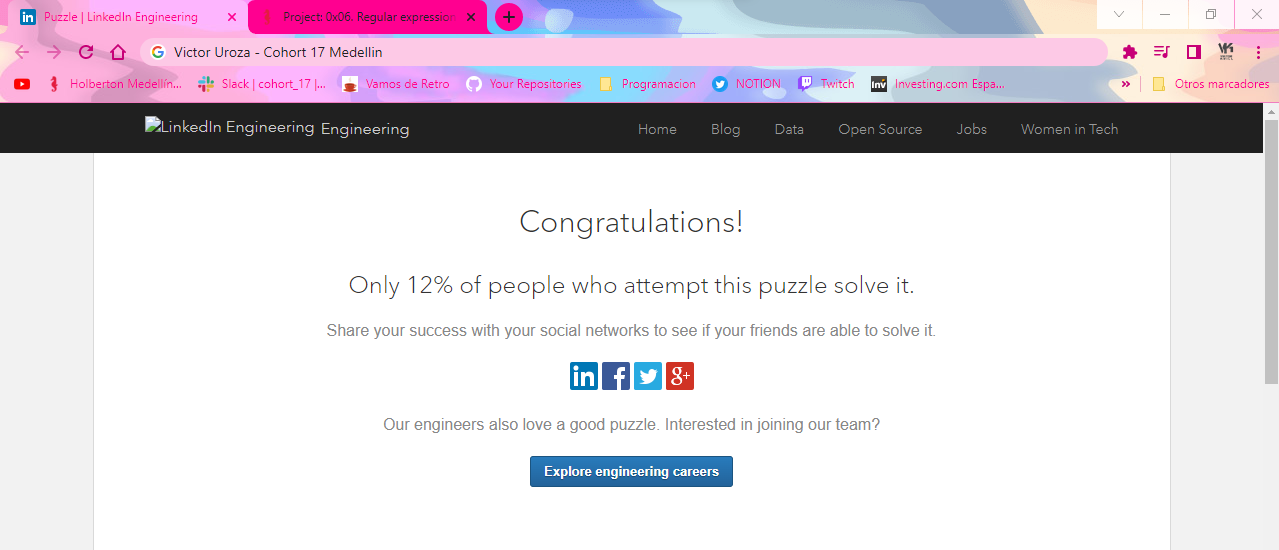 Puzzle | LinkedIn Engineering
Project: 0x06. Regular expression
Victor Uroza - Cohort 17 Medellin
Holberton Medellín...
Slack | cohort_17 |...
Vamos de Retro
Your Repositories
Programacion
NOTION
Twitch
Investing.com Espa...
Otros marcadores
LinkedIn Engineering Engineering
Home
Blog
Data
Open Source
Jobs
Women in Tech
Congratulations!
Only 12% of people who attempt this puzzle solve it.
Share your success with your social networks to see if your friends are able to solve it.
Our engineers also love a good puzzle. Interested in joining our team?
Explore engineering careers